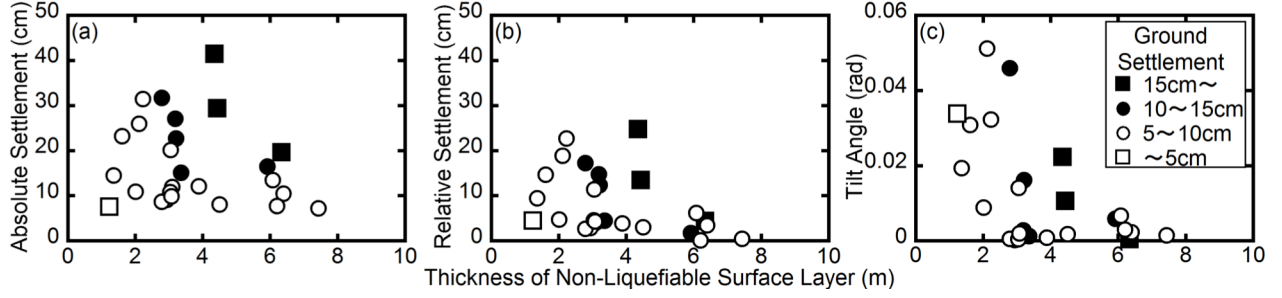 Absolute Settlement (cm)
50
40
30
20
10
0
(a)
0 2 4 6 8 10
Relative Settlement (cm)
50
40
30
20
10
0
(b)
0 2 4 6 8 10
Tilt Angle (rad)
0.06
0.04
0.02
0
(c)
Ground
Settlement
15cm～
10～15cm
5～10cm
～5cm
0 2 4 6 8 10
Thickness of Non-Liquefiable Surface Layer (m)